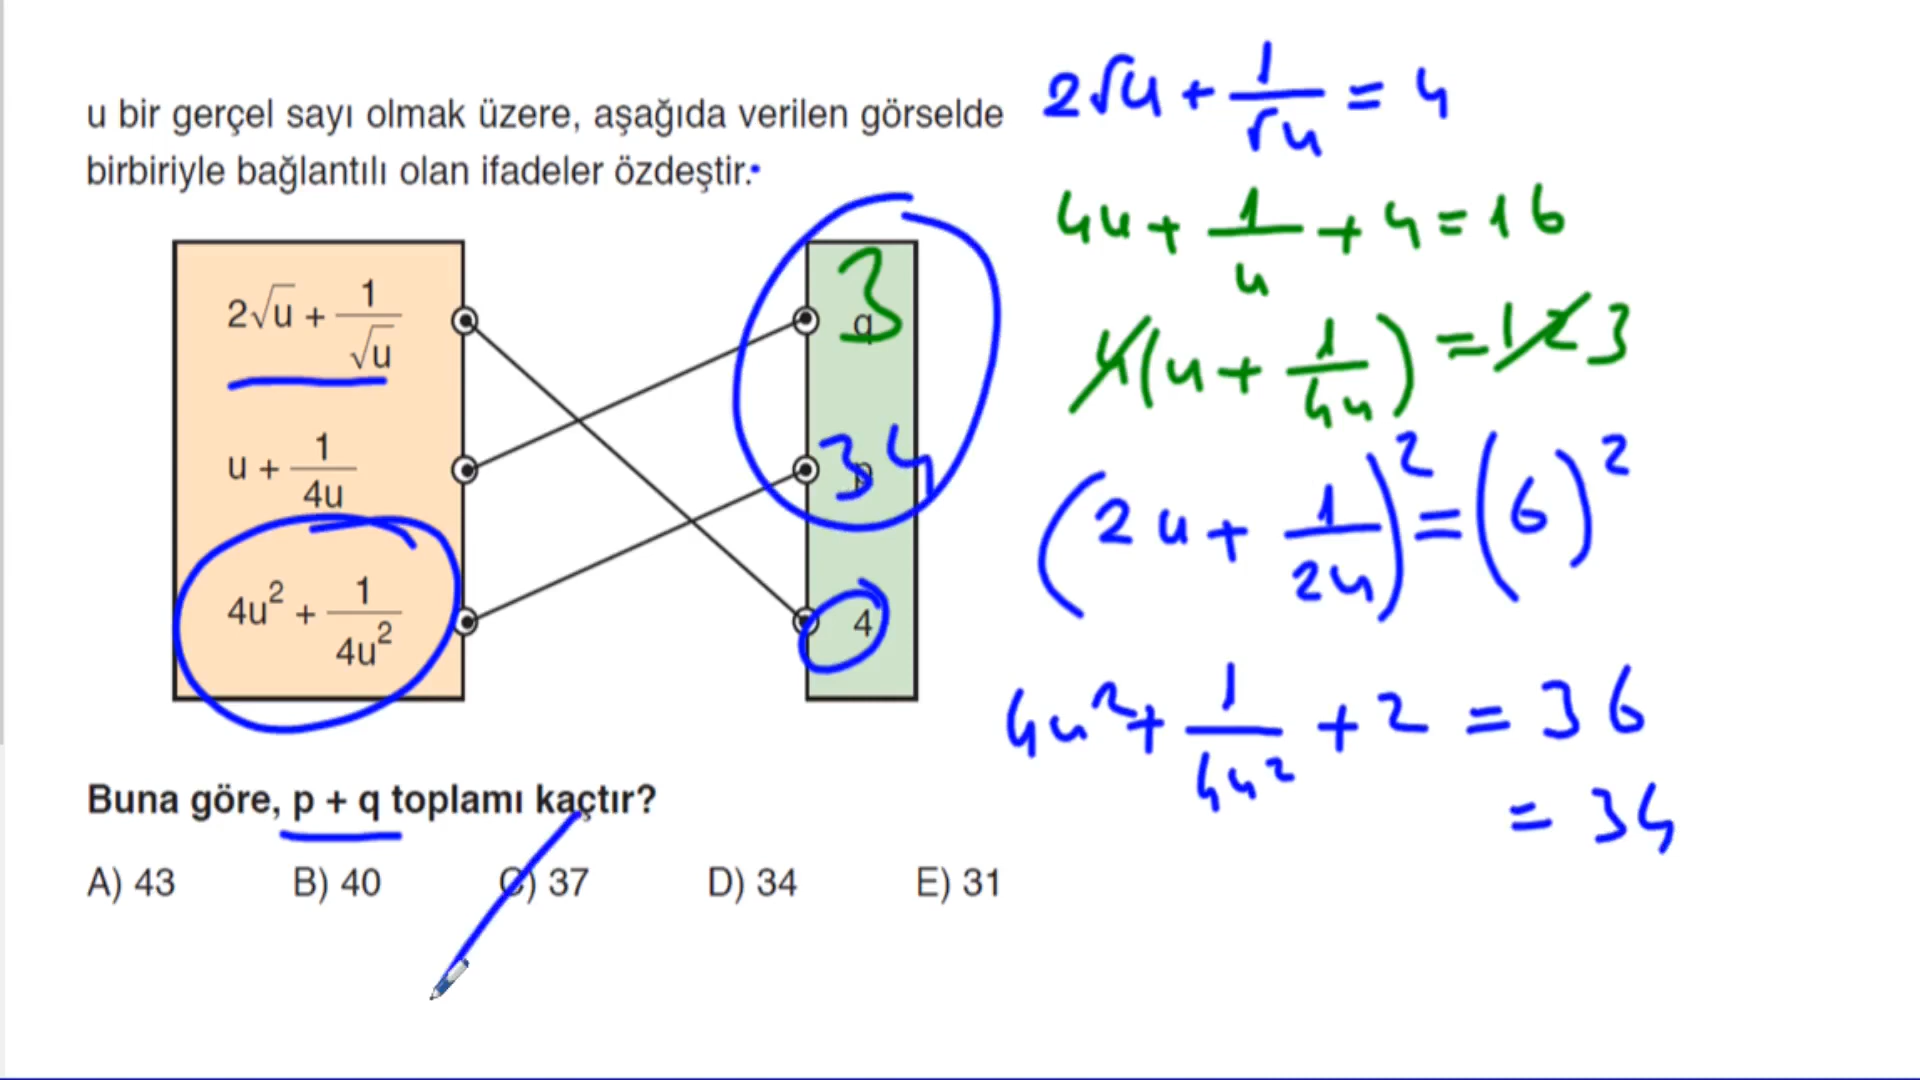 u bir gerçel sayı olmak üzere, aşağıda verilen görselde
birbiriyle bağlantılı olan ifadeler özdeştir.
2√u + 1/√u
u + 1/4u
4u² + 1/4u²
q
3
p
34
4
Buna göre, p + q toplamı kaçtır?
A) 43 B) 40 C) 37 D) 34 E) 31
2√u + 1/√u = 4
4u + 1/u + 4 = 16
4(u + 1/4u) = 12 3
(2u + 1/2u)² = (6)²
4u² + 1/4u² + 2 = 36
= 34